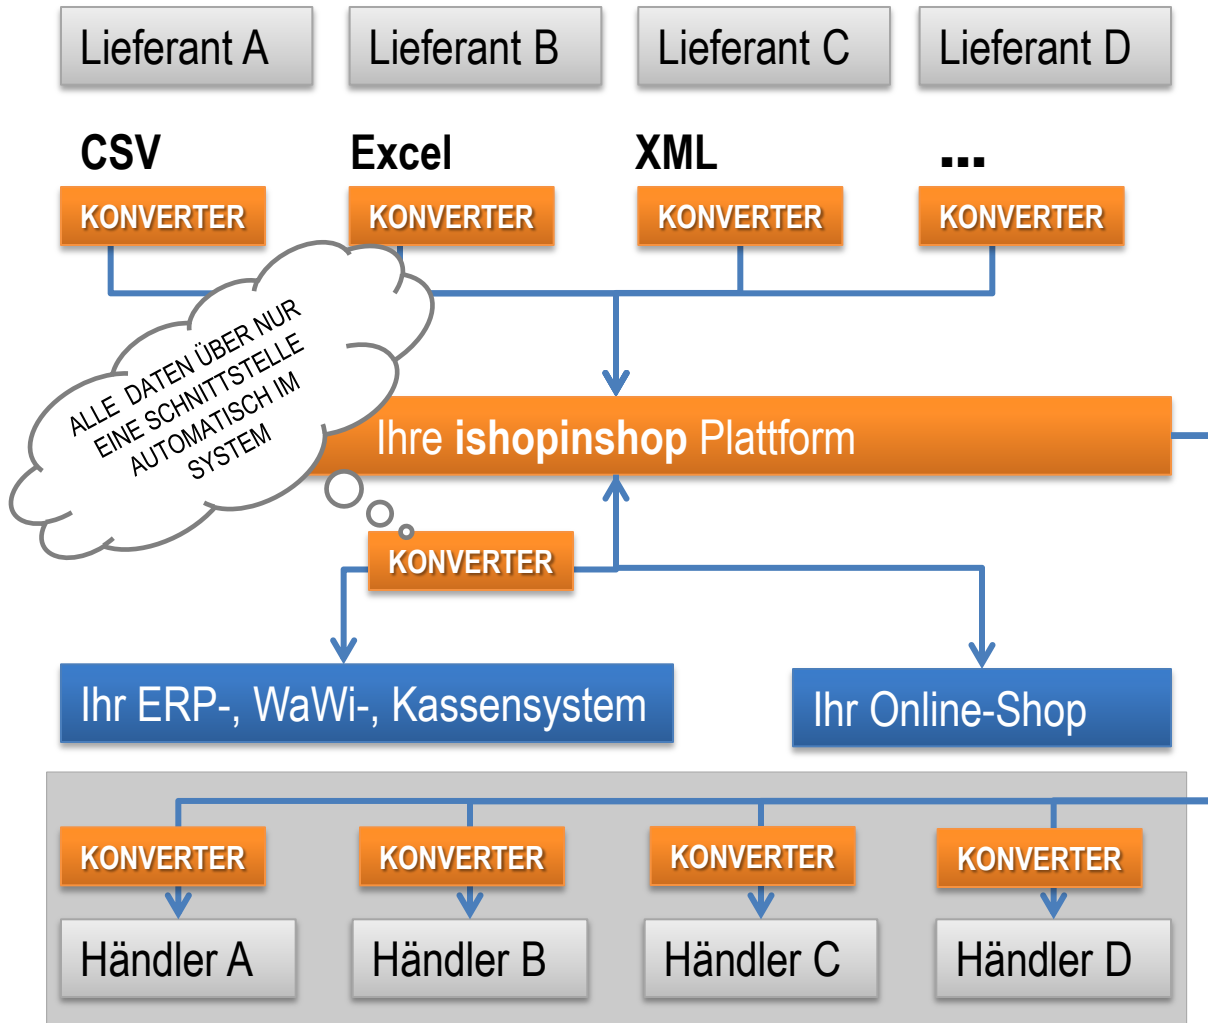 Lieferant A
Lieferant B
Lieferant C
Lieferant D
CSV
Excel
XML
...
KONVERTER
KONVERTER
KONVERTER
KONVERTER
ALLE DATEN ÜBER NUR
EINE SCHNITTSTELLE
AUTOMATISCH IM
SYSTEM
Ihre ishopinshop Plattform
KONVERTER
Ihr ERP-, WaWi-, Kassensystem
Ihr Online-Shop
KONVERTER
KONVERTER
KONVERTER
KONVERTER
Händler A
Händler B
Händler C
Händler D